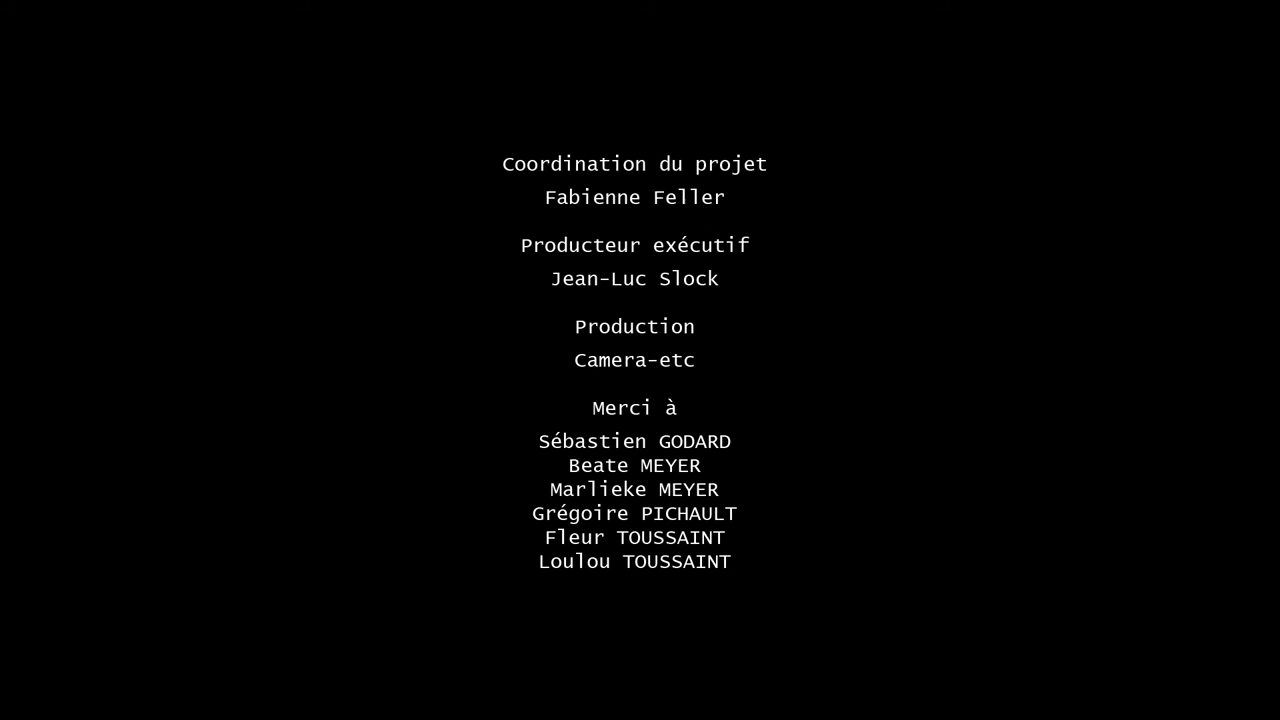 Coordination du projet
Fabienne Feller
Producteur exécutif
Jean-Luc Slock
Production
Camera-etc
Merci à
Sébastien GODARD
Beate MEYER
Marlieke MEYER
Grégoire PICHAULT
Fleur TOUSSAINT
Loulou TOUSSAINT